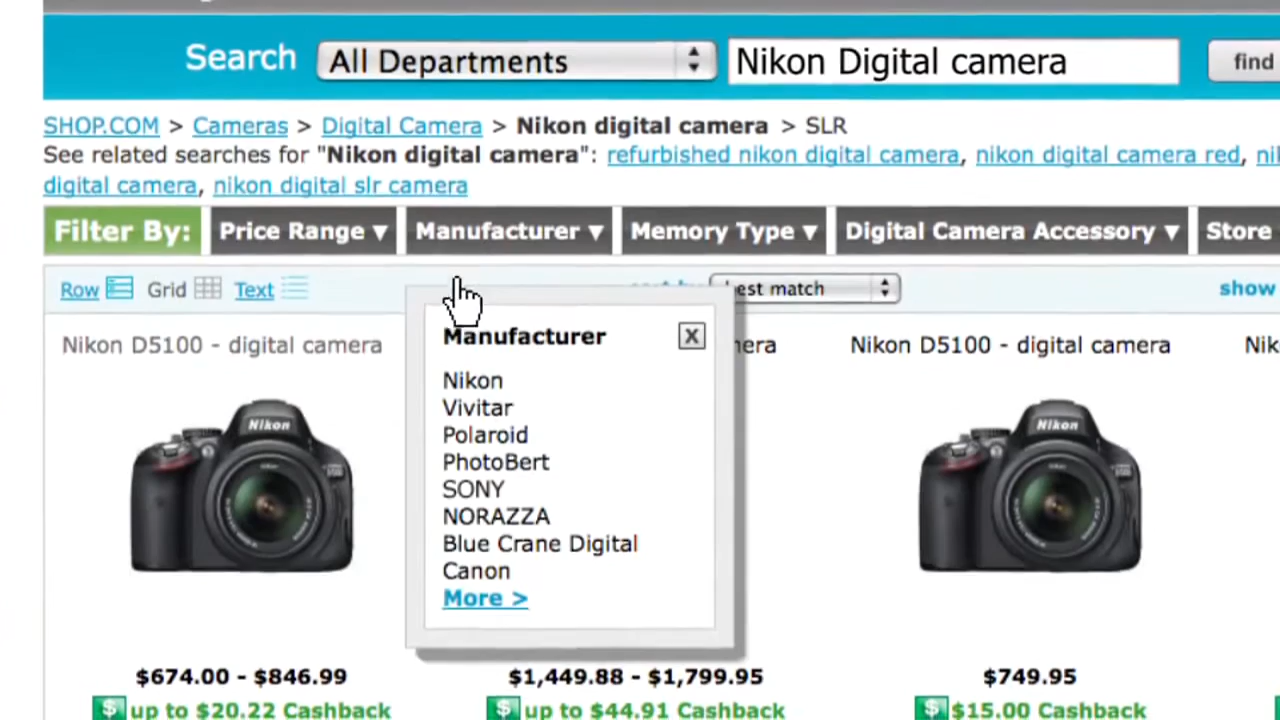 Search All Departments Nikon Digital camera find
SHOP.COM > Cameras > Digital Camera > Nikon digital camera > SLR
See related searches for "Nikon digital camera": refurbished nikon digital camera, nikon digital camera red,
digital camera, nikon digital slr camera
Filter By: Price Range ▼ Manufacturer ▼ Memory Type ▼ Digital Camera Accessory ▼ Store
Row Grid Text best match show
Nikon D5100 - digital camera
Nikon D5100 - digital camera
Nikon
Nikon
Manufacturer X
Nikon
Vivitar
Polaroid
PhotoBert
SONY
NORAZZA
Blue Crane Digital
Canon
More >
$674.00 - $846.99 $1,449.88 - $1,799.95 $749.95
$ up to $20.22 Cashback $ up to $44.91 Cashback $ $15.00 Cashback